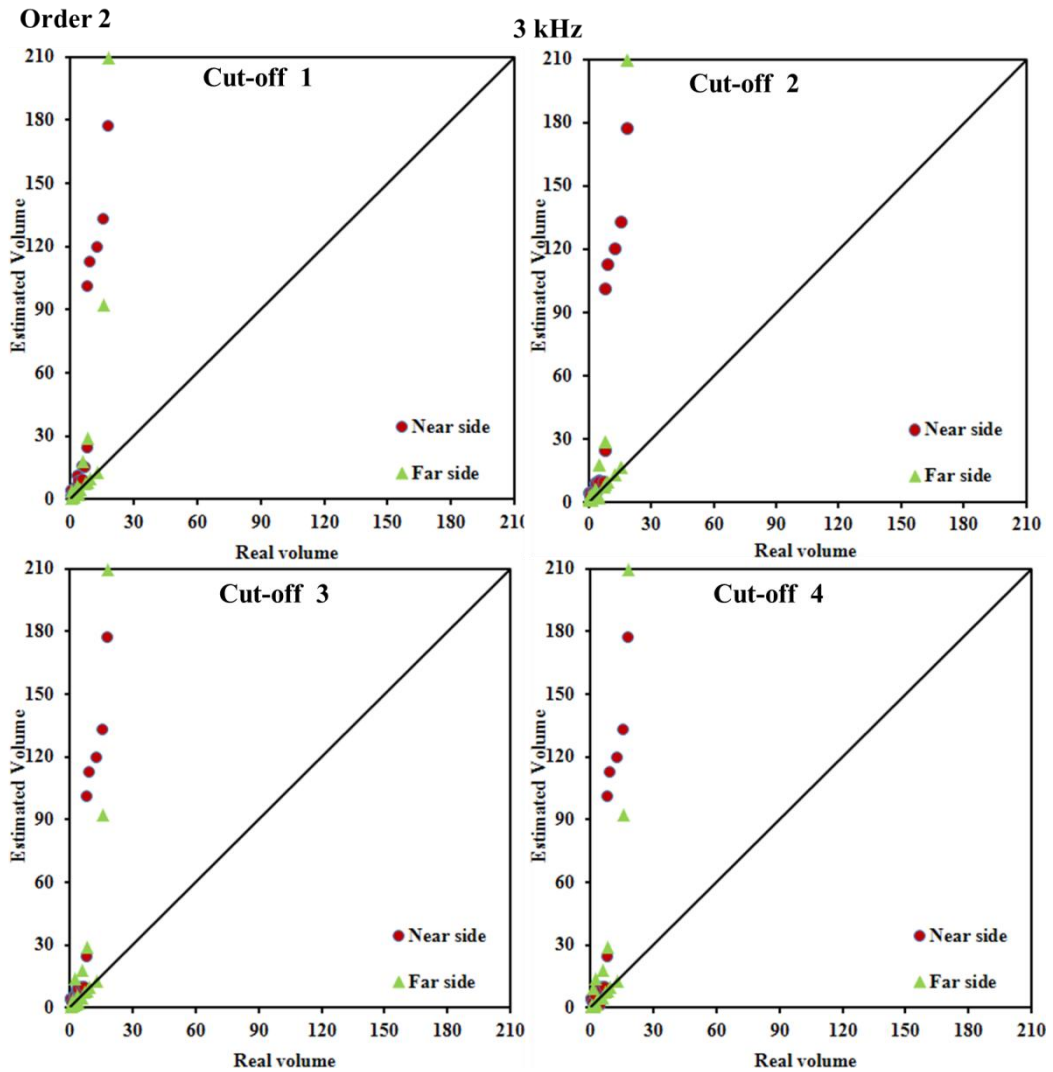 Order 2
3 kHz
Cut-off 1
210
180
150
120
90
60
30
0
Estimated Volume
Near side
Far side
0 30 60 90 120 150 180 210
Real volume
Cut-off 2
210
180
150
120
90
60
30
0
Estimated Volume
Near side
Far side
0 30 60 90 120 150 180 210
Real volume
Cut-off 3
210
180
150
120
90
60
30
0
Estimated Volume
Near side
Far side
0 30 60 90 120 150 180 210
Real volume
Cut-off 4
210
180
150
120
90
60
30
0
Estimated Volume
Near side
Far side
0 30 60 90 120 150 180 210
Real volume